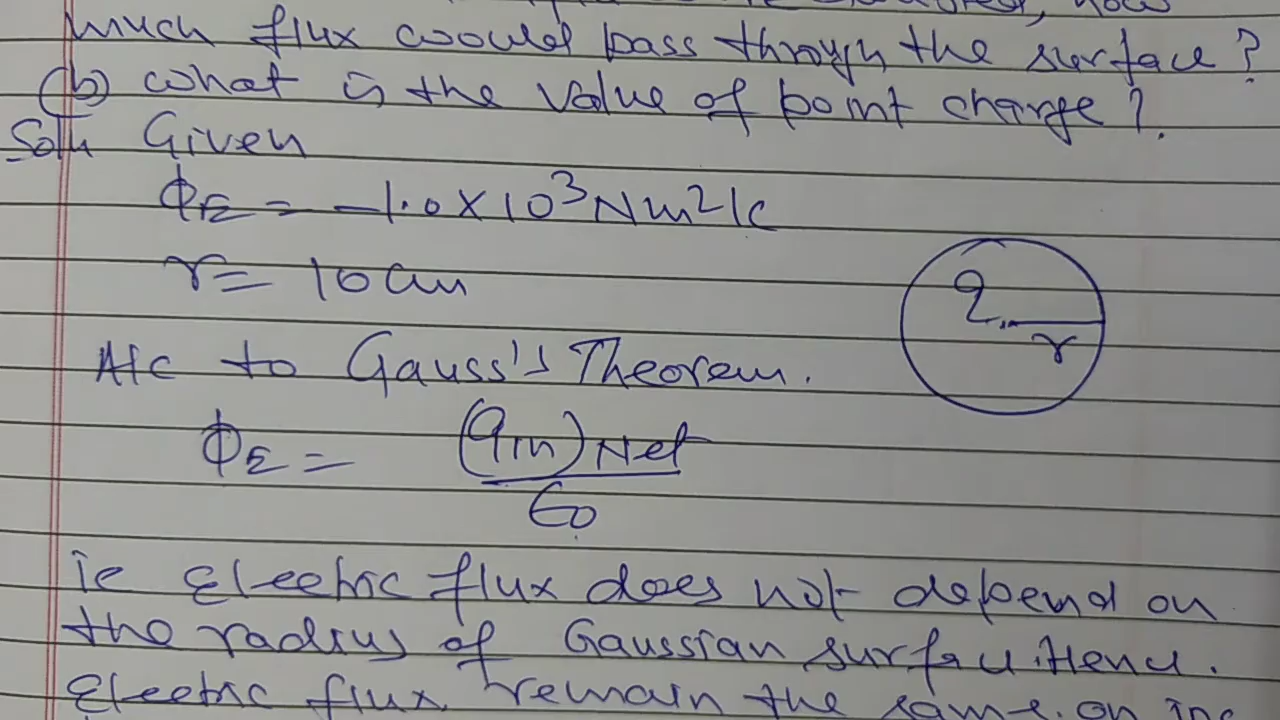 much flux would pass through the surface?
(b) what is the value of point charge?
Soln Given
ϕE = -1.0 × 10³ Nm²/c
r = 10 cm
q
r
A/c to Gauss's Theorem.
ϕE = (qin) Net / ϵ0
ie Electric flux does not depend on
the radius of Gaussian surface. Hence.
Electric flux remain the same on inc